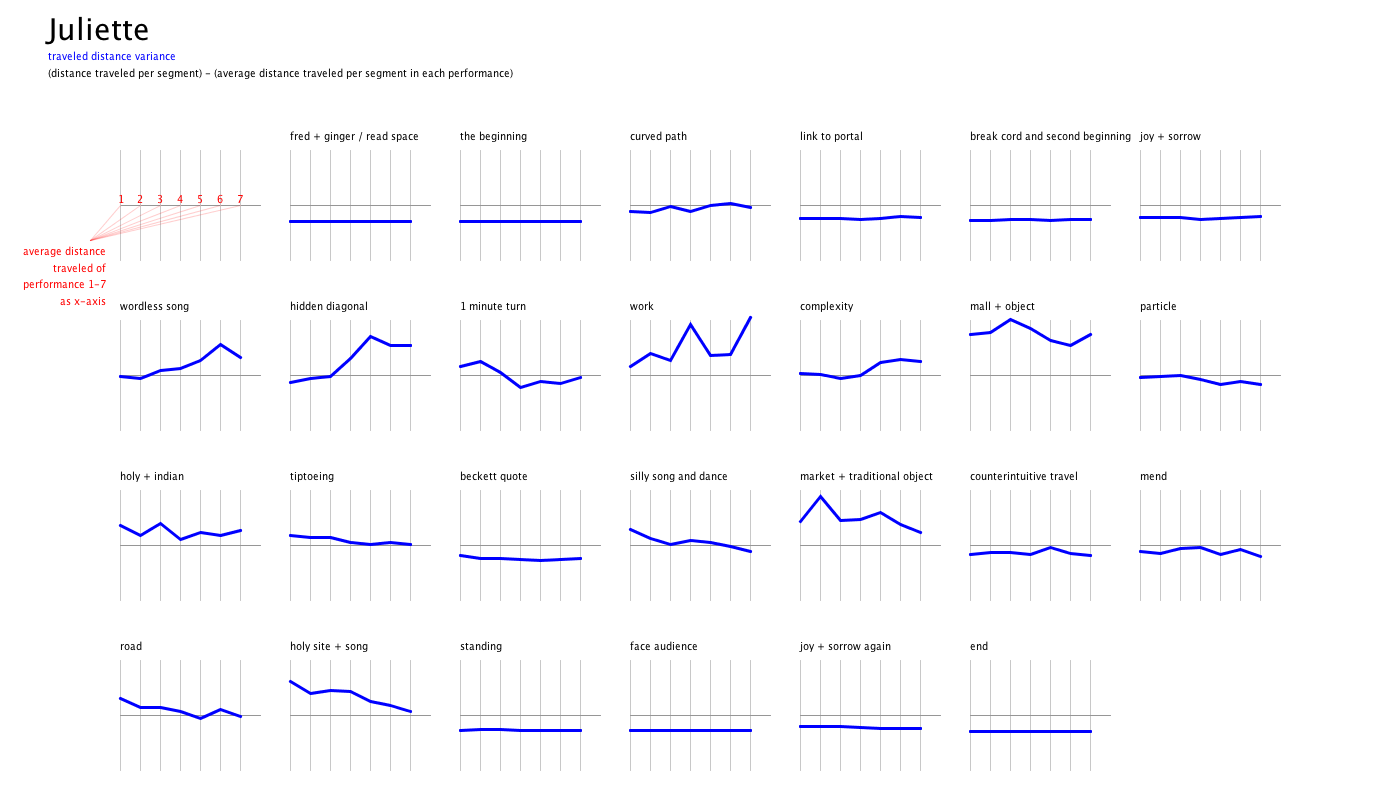 Juliette
traveled distance variance
(distance traveled per segment) - (average distance traveled per segment in each performance)
fred + ginger / read space
the beginning
curved path
link to portal
break cord and second beginning
joy + sorrow
1 2 3 4 5 6 7
average distance
traveled of
performance 1-7
as x-axis
wordless song
hidden diagonal
1 minute turn
work
complexity
mall + object
particle
holy + indian
tiptoeing
beckett quote
silly song and dance
market + traditional object
counterintuitive travel
mend
road
holy site + song
standing
face audience
joy + sorrow again
end